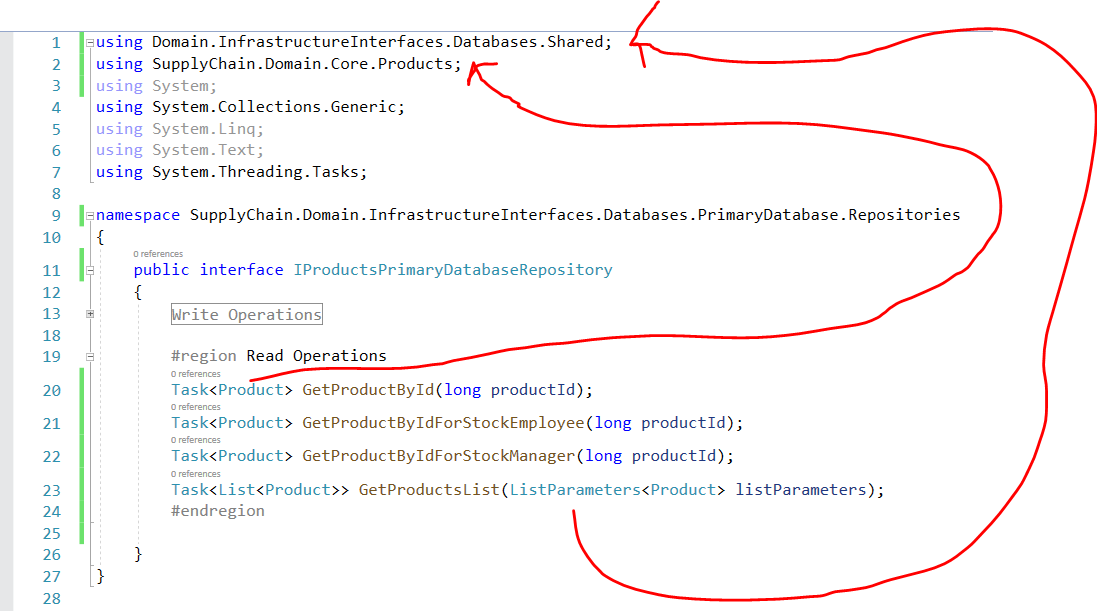 1 using Domain.InfrastructureInterfaces.Databases.Shared;
2 using SupplyChain.Domain.Core.Products;
3 using System;
4 using System.Collections.Generic;
5 using System.Linq;
6 using System.Text;
7 using System.Threading.Tasks;
8
9 namespace SupplyChain.Domain.InfrastructureInterfaces.Databases.PrimaryDatabase.Repositories
10 {
0 references
11 public interface IProductsPrimaryDatabaseRepository
12 {
13 Write Operations
18
19 #region Read Operations
0 references
20 Task<Product> GetProductById(long productId);
0 references
21 Task<Product> GetProductByIdForStockEmployee(long productId);
0 references
22 Task<Product> GetProductByIdForStockManager(long productId);
0 references
23 Task<List<Product>> GetProductsList(ListParameters<Product> listParameters);
24 #endregion
25
26 }
27 }
28